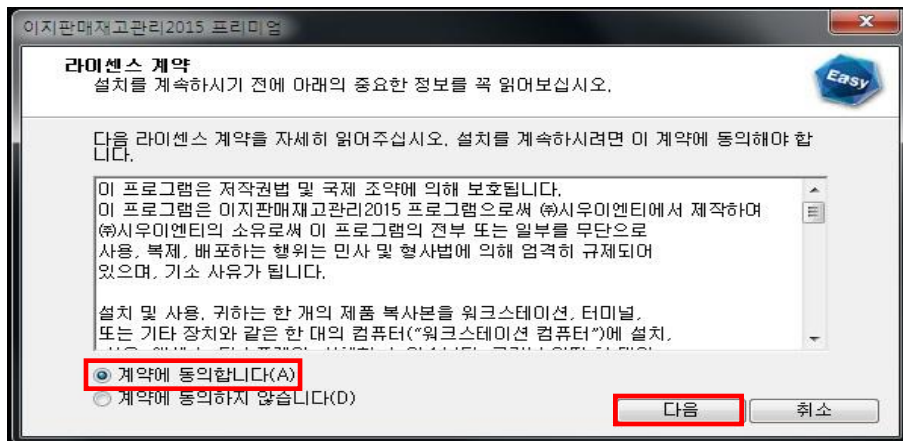 이지판매재고관리2015 프리미엄
라이센스 계약
설치를 계속하시기 전에 아래의 중요한 정보를 꼭 읽어보십시오.
Easy
다음 라이센스 계약을 자세히 읽어주십시오. 설치를 계속하시려면 이 계약에 동의해야 합
니다.
이 프로그램은 저작권법 및 국제 조약에 의해 보호됩니다.
이 프로그램은 이지판매재고관리2015 프로그램으로써 ㈜시우이엔티에서 제작하며
㈜시우이엔티의 소유로써 이 프로그램의 전부 또는 일부를 무단으로
사용, 복제, 배포하는 행위는 민사 및 형사법에 의해 엄격히 규제되어
있으며, 기소 사유가 됩니다.
설치 및 사용. 귀하는 한 개의 제품 복사본을 워크스테이션, 터미널,
또는 기타 장치와 같은 한 대의 컴퓨터(“워크스테이션 컴퓨터”)에 설치,
계약에 동의합니다(A)
계약에 동의하지 않습니다(D)
다음
취소